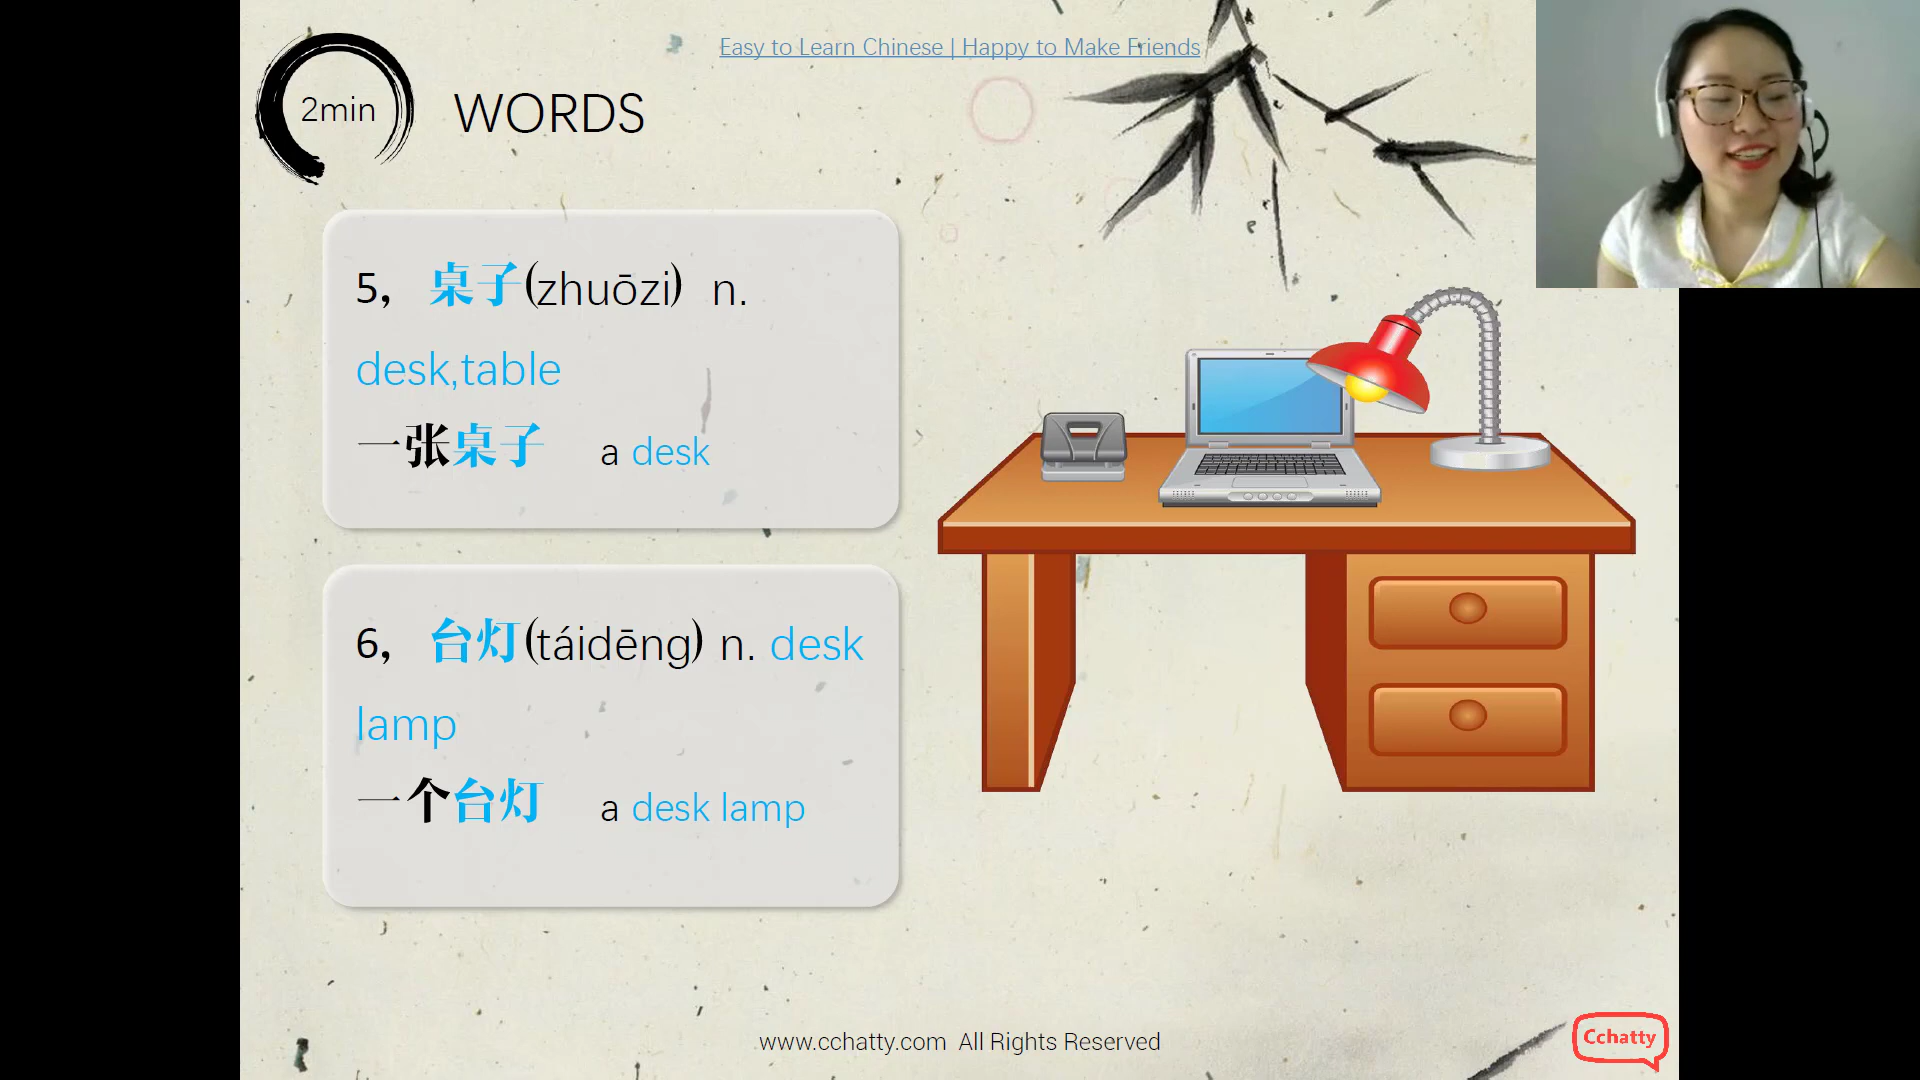 Easy to Learn Chinese | Happy to Make Friends
2min
WORDS
5， 桌子(zhuōzi) n.
desk,table
一张桌子 a desk
6， 台灯(táidēng) n. desk
lamp
一个台灯 a desk lamp
www.cchatty.com All Rights Reserved
Cchatty